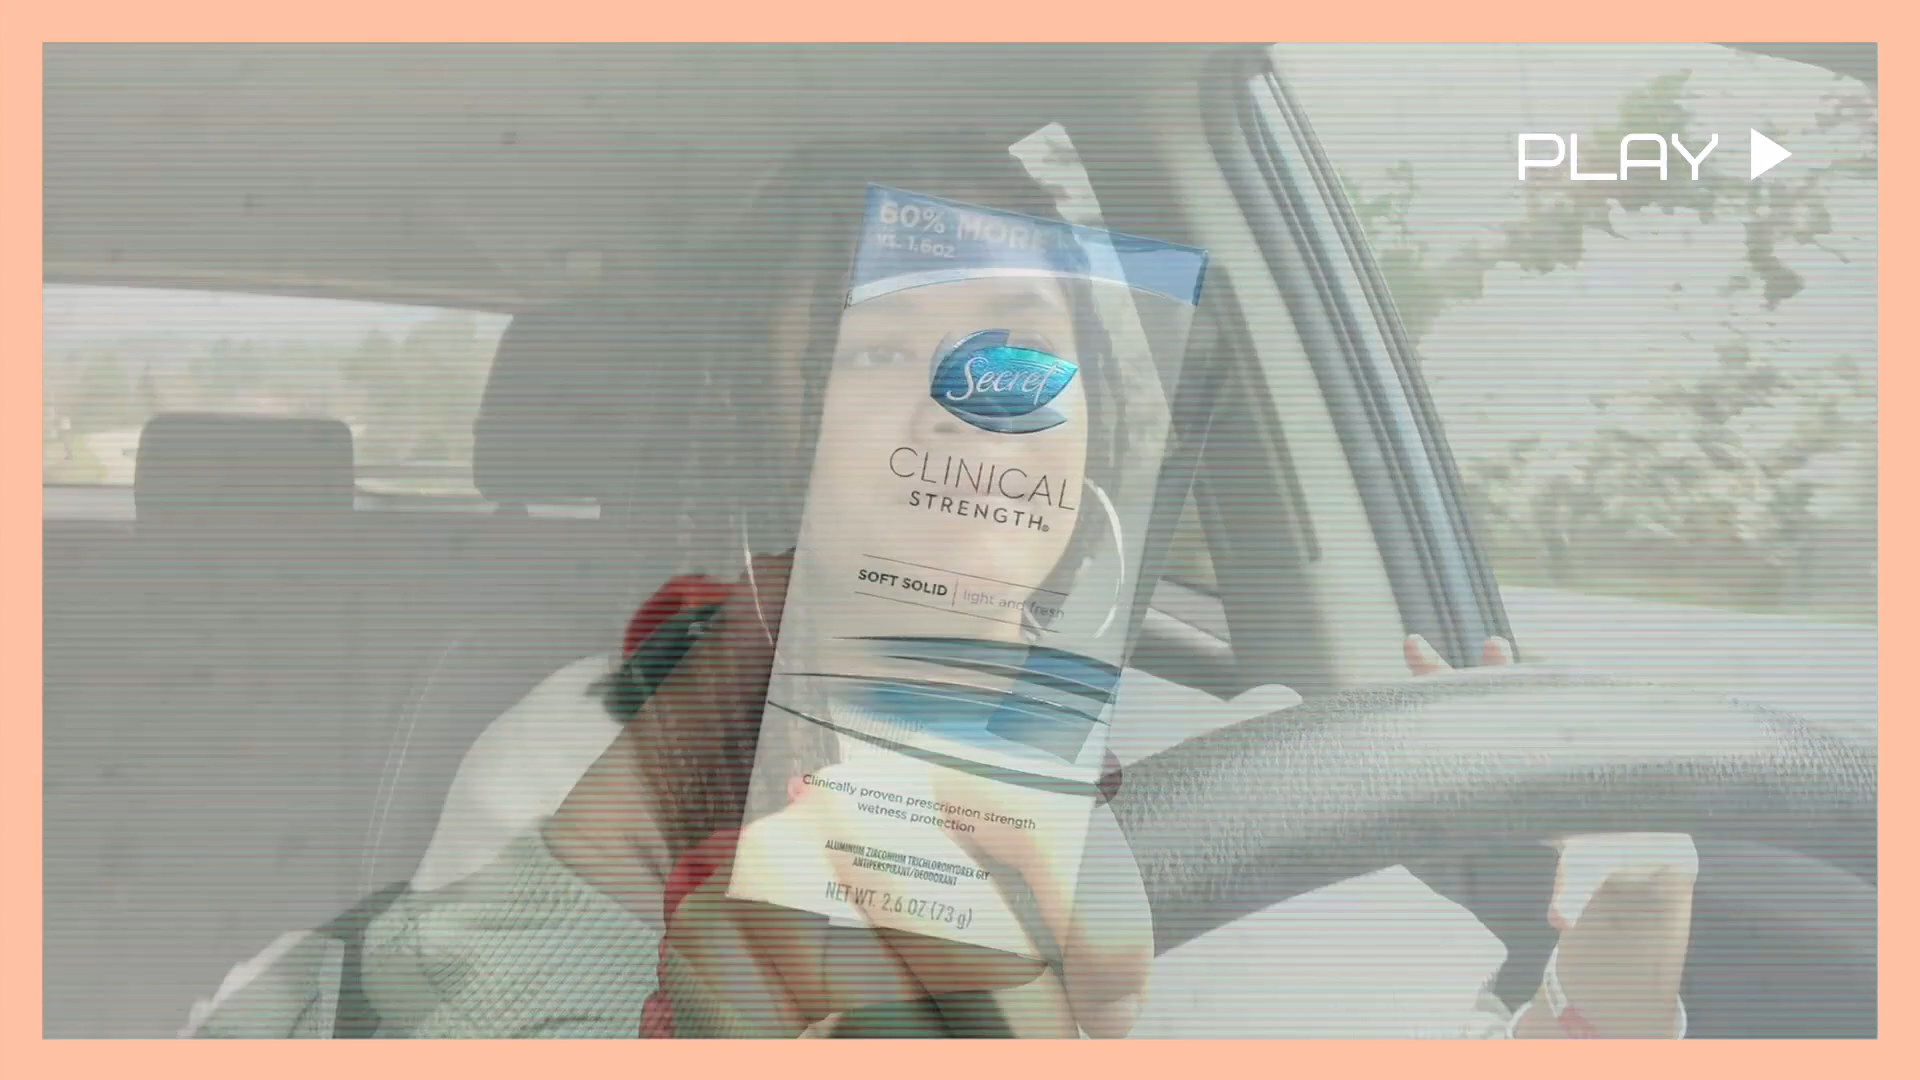 PLAY
60% MORE
vs. 1.6oz
Secret
CLINICAL
STRENGTH®
SOFT SOLID | light and fresh
Clinically proven prescription strength
wetness protection
ALUMINUM ZIRCONIUM TRICHLOROHYDREX GLY
ANTIPERSPIRANT/DEODORANT
NET WT. 2.6 OZ (73 g)